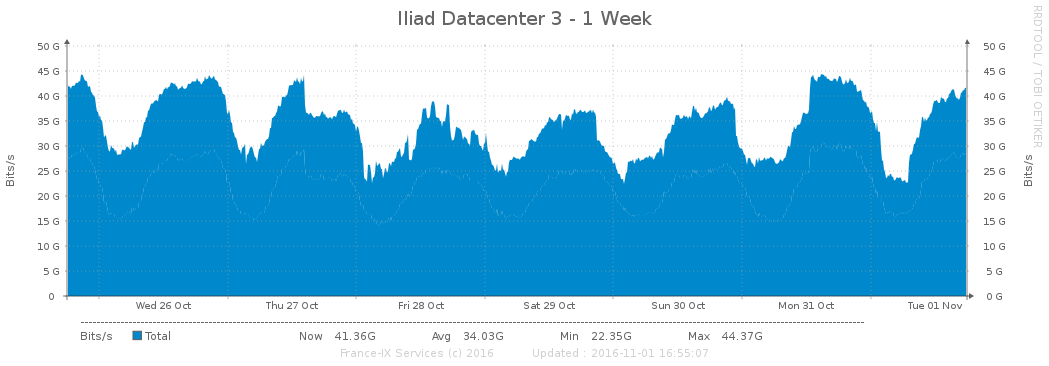 Iliad Datacenter 3 - 1 Week
RRDTOOL / TOBI OETIKER
Bits/s
Bits/s
50 G 50 G
45 G 45 G
40 G 40 G
35 G 35 G
30 G 30 G
25 G 25 G
20 G 20 G
15 G 15 G
10 G 10 G
5 G 5 G
0 0 G
Wed 26 Oct Thu 27 Oct Fri 28 Oct Sat 29 Oct Sun 30 Oct Mon 31 Oct Tue 01 Nov
Bits/s Total Now 41.36G Avg 34.03G Min 22.35G Max 44.37G
France-IX Services (c) 2016 Updated : 2016-11-01 16:55:07